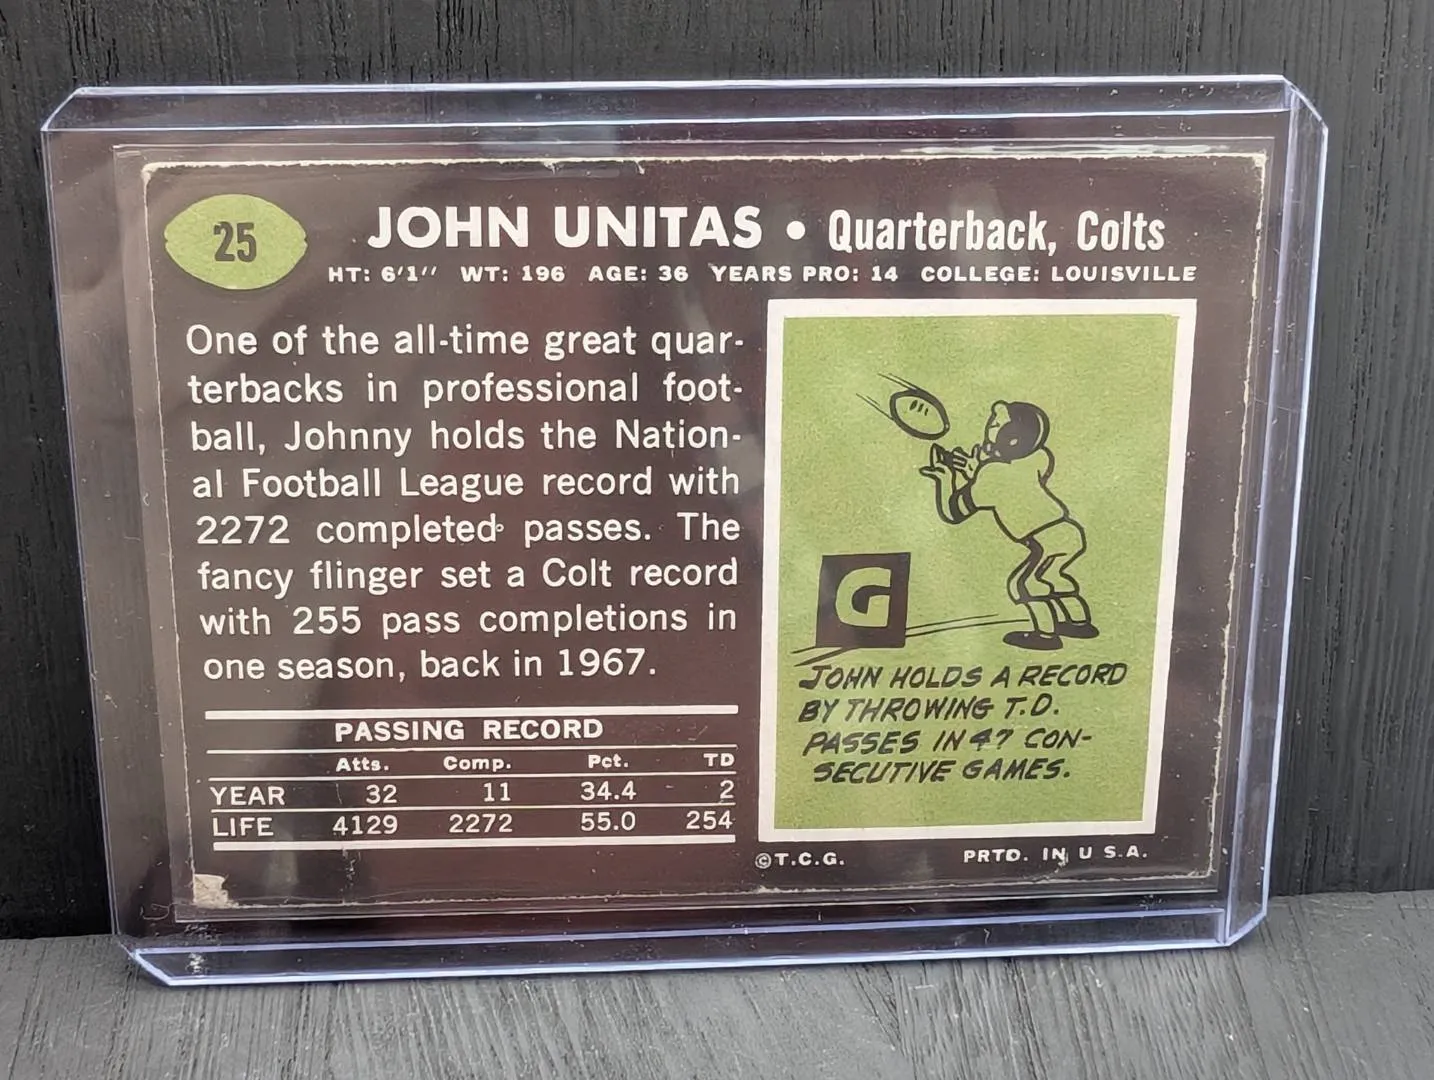 25
JOHN UNITAS • Quarterback, Colts
HT: 6'1'' WT: 196 AGE: 36 YEARS PRO: 14 COLLEGE: LOUISVILLE
One of the all-time great quar-
terbacks in professional foot-
ball, Johnny holds the Nation-
al Football League record with
2272 completed passes. The
fancy flinger set a Colt record
with 255 pass completions in
one season, back in 1967.
PASSING RECORD
Atts. Comp. Pct. TD
YEAR 32 11 34.4 2
LIFE 4129 2272 55.0 254
G
JOHN HOLDS A RECORD
BY THROWING T.D.
PASSES IN 47 CON-
SECUTIVE GAMES.
©T.C.G. PRTD. IN U S.A.